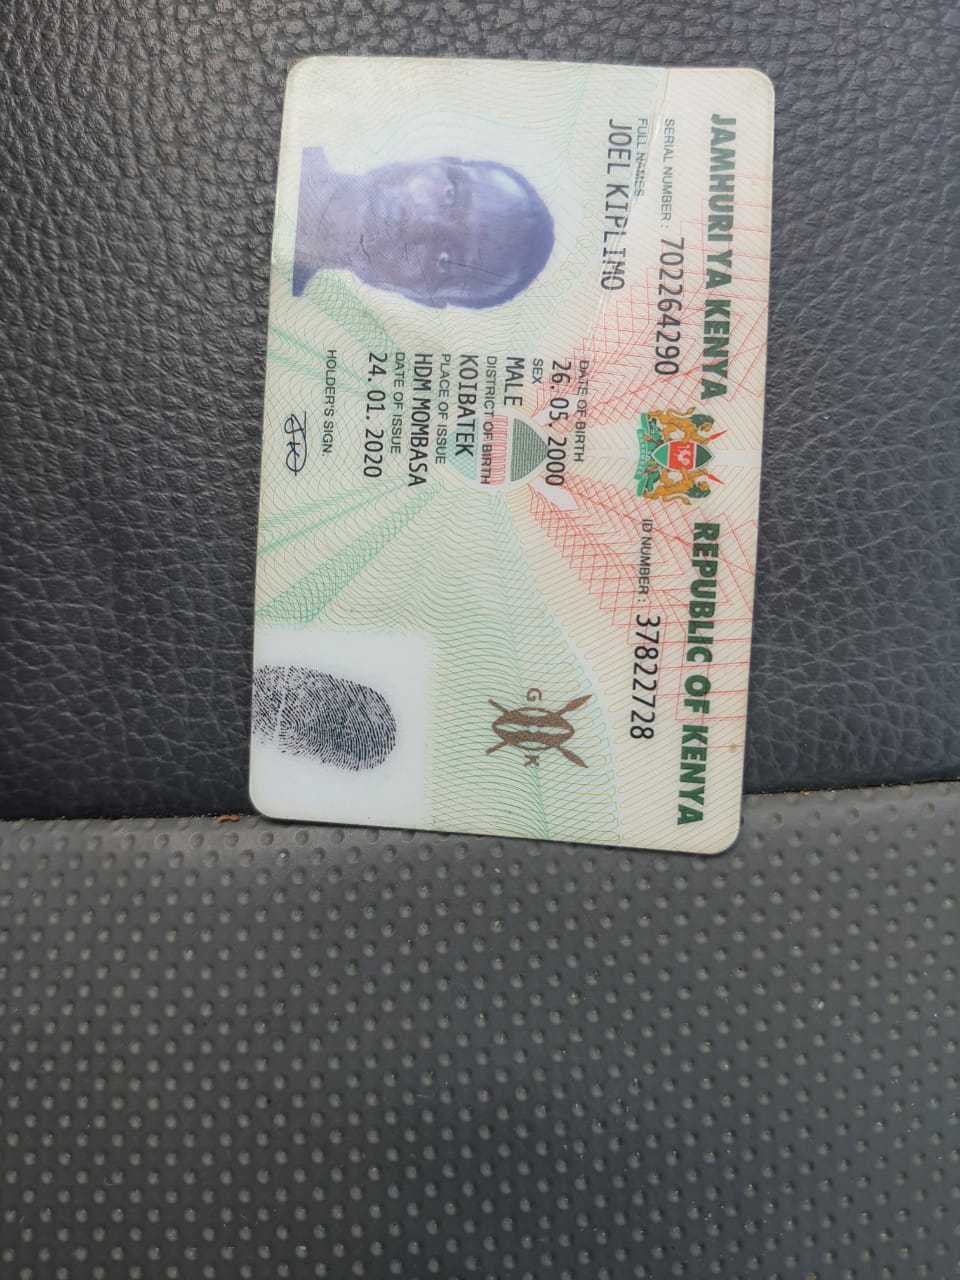 JAMHURI YA KENYA REPUBLIC OF KENYA
SERIAL NUMBER: 702264290 ID NUMBER: 37822728
FULL NAMES
JOEL KIPLIMO
DATE OF BIRTH
26. 05. 2000
SEX
MALE
DISTRICT OF BIRTH
KOIBATEK
PLACE OF ISSUE
HDM MOMBASA
DATE OF ISSUE
24. 01. 2020
HOLDER'S SIGN.
G K